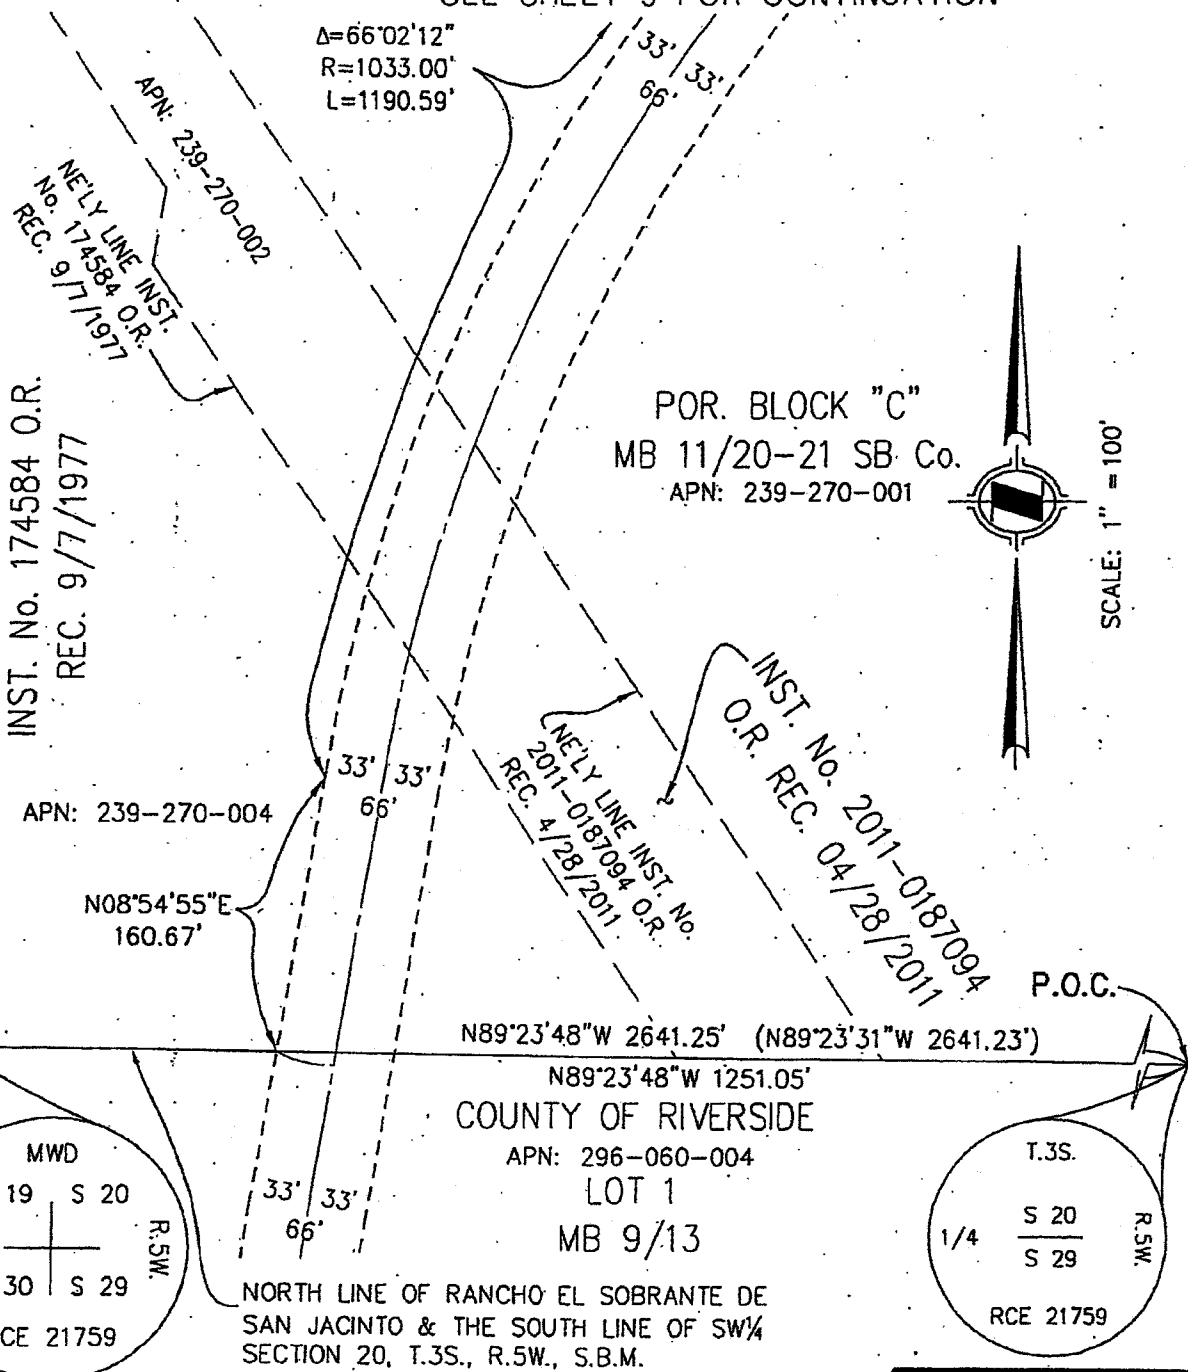 SEE SHEET 3 FOR CONTINUATION
Δ=66°02'12"
R=1033.00'
L=1190.59'
33' 33'
66'
APN: 239-270-002
NE'LY LINE INST.
No. 174584 O.R.
REC. 9/7/1977
INST. No. 174584 O.R.
REC. 9/7/1977
POR. BLOCK "C"
MB 11/20-21 SB Co.
APN: 239-270-001
SCALE: 1" = 100'
INST. No. 2011-0187094
O.R. REC. 04/28/2011
NE'LY LINE INST. No.
2011-0187094 O.R.
REC. 4/28/2011
33' 33'
66'
APN: 239-270-004
N08°54'55"E
160.67'
P.O.C.
N89°23'48"W 2641.25' (N89°23'31"W 2641.23')
N89°23'48"W 1251.05'
COUNTY OF RIVERSIDE
APN: 296-060-004
LOT 1
MB 9/13
33' 33'
66'
MWD
19 S 20
30 S 29
R.5W.
CE 21759
T.3S.
1/4
S 20
S 29
R.5W.
RCE 21759
NORTH LINE OF RANCHO EL SOBRANTE DE
SAN JACINTO & THE SOUTH LINE OF SW¼
SECTION 20, T.3S., R.5W., S.B.M.